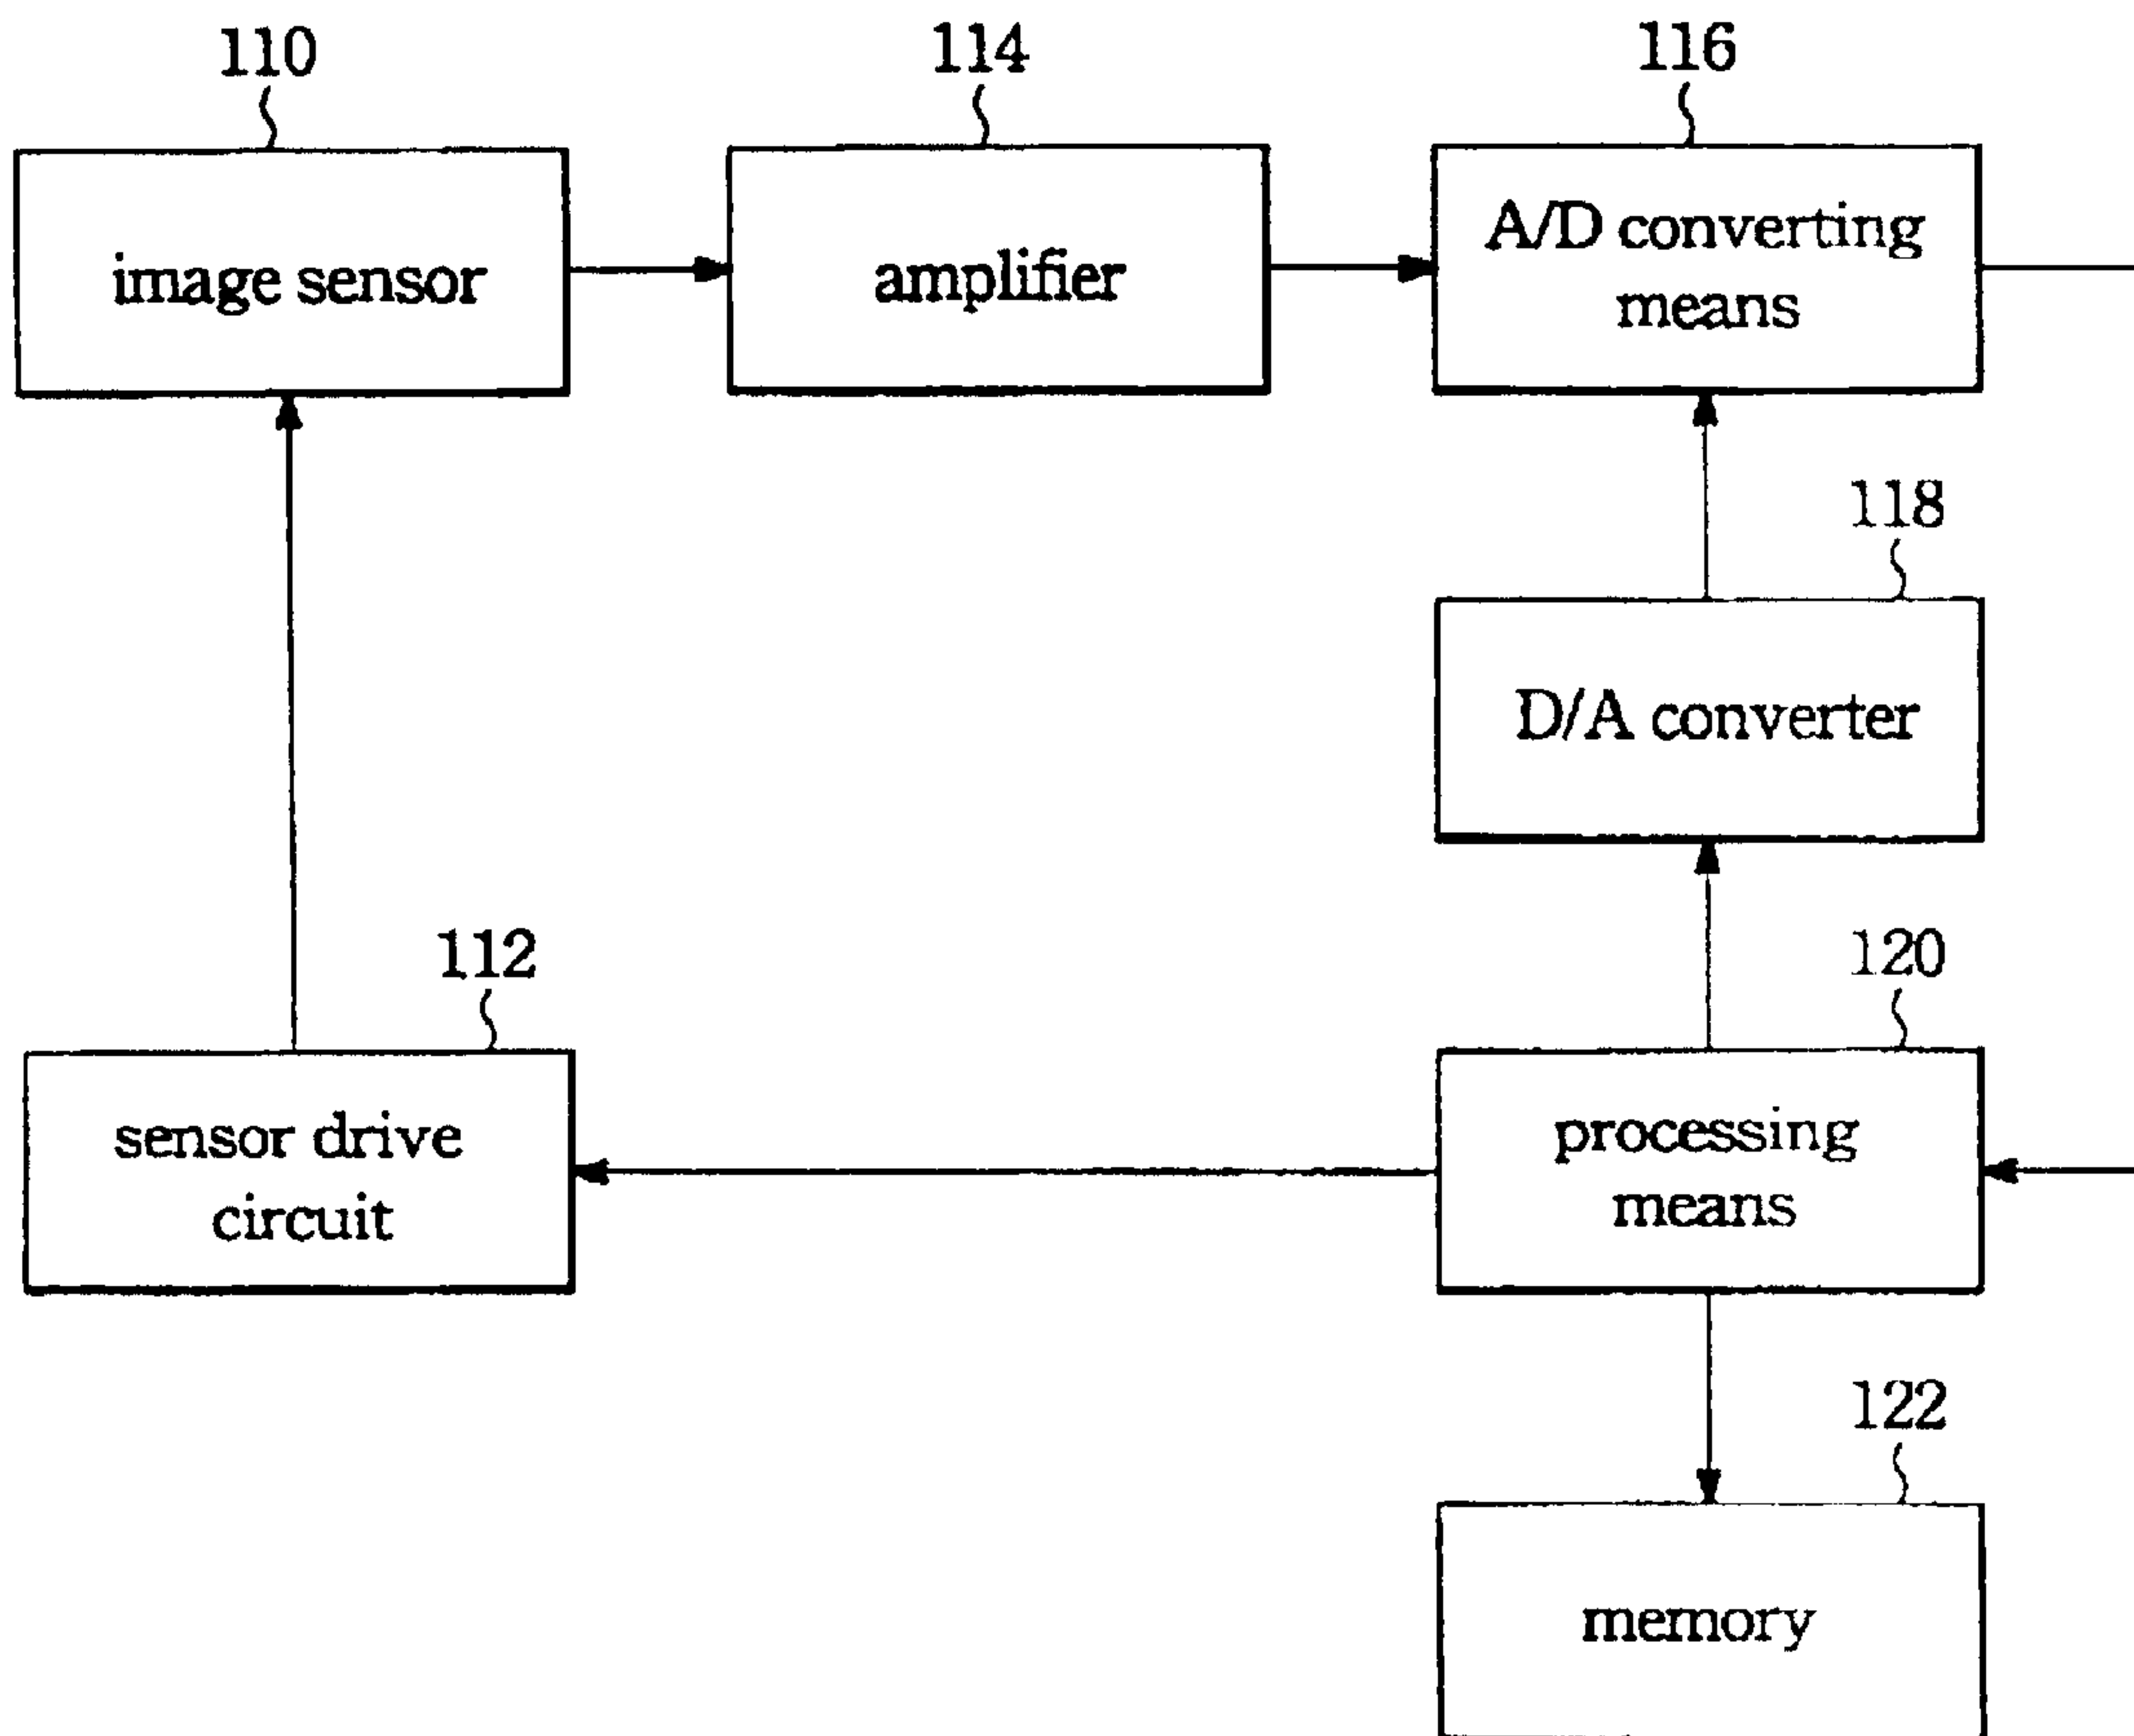 110
114
116
image sensor
amplifier
A/D converting
means
118
D/A converter
112
120
sensor drive
circuit
processing
means
122
memory